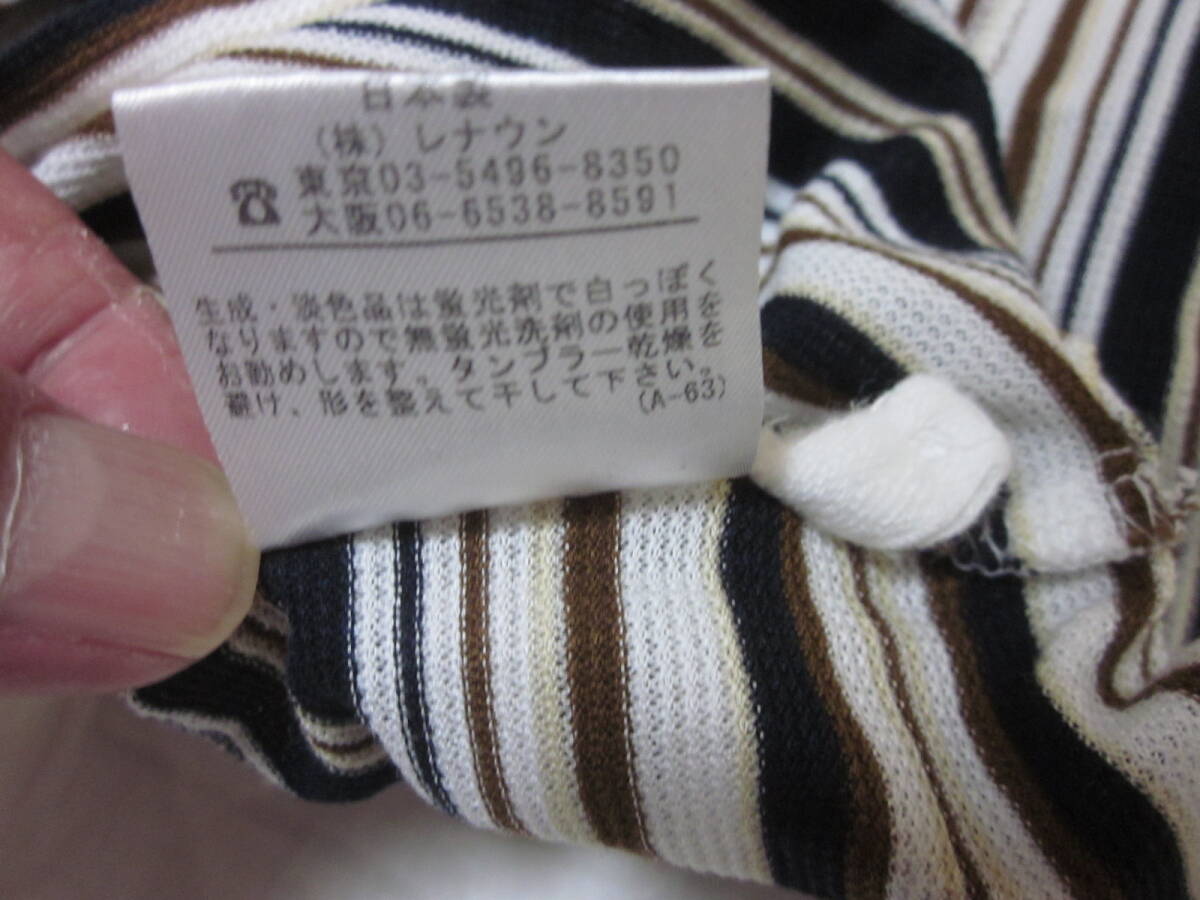 日本製
(株) レナウン
東京03-5496-8350
☎
大阪06-6538-8591
生成・淡色品は蛍光剤で白っぽく
なりますので無蛍光洗剤の使用を
お勧めします。タンブラー乾燥を
避け、形を整えて干して下さい。
(A-63)